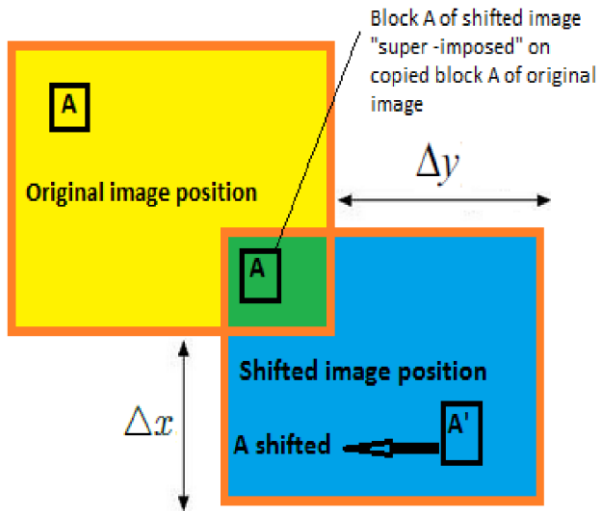 Block A of shifted image
"super -imposed" on
copied block A of original
image
A
Original image position
Δy
A
Shifted image position
Δx
A'
A shifted